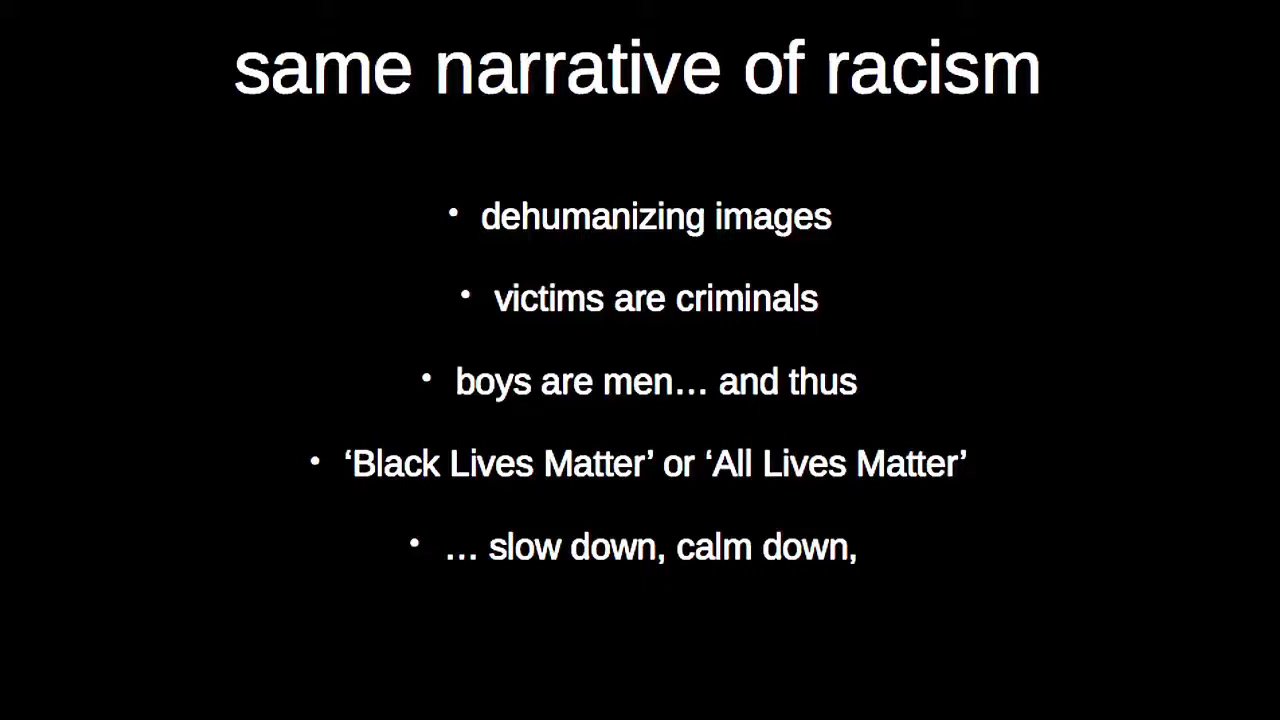 same narrative of racism
• dehumanizing images
• victims are criminals
• boys are men… and thus
• ‘Black Lives Matter’ or ‘All Lives Matter’
• … slow down, calm down,